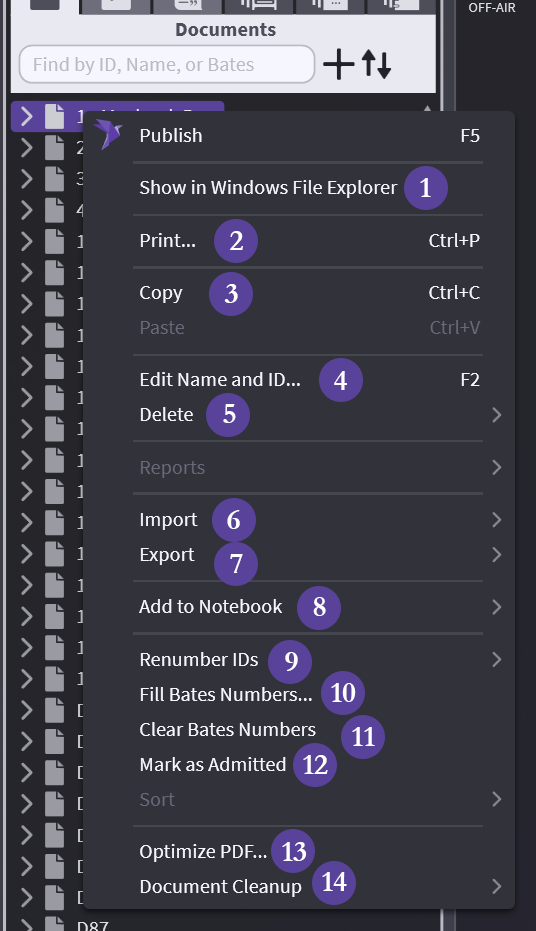 OFF-AIR
Documents
Find by ID, Name, or Bates
Publish F5
Show in Windows File Explorer 1
Print... 2 Ctrl+P
Copy 3 Ctrl+C
Paste Ctrl+V
Edit Name and ID... 4 F2
Delete 5
Reports
Import 6
Export 7
Add to Notebook 8
Renumber IDs 9
Fill Bates Numbers... 10
Clear Bates Numbers 11
Mark as Admitted 12
Sort
Optimize PDF... 13
Document Cleanup 14
D87